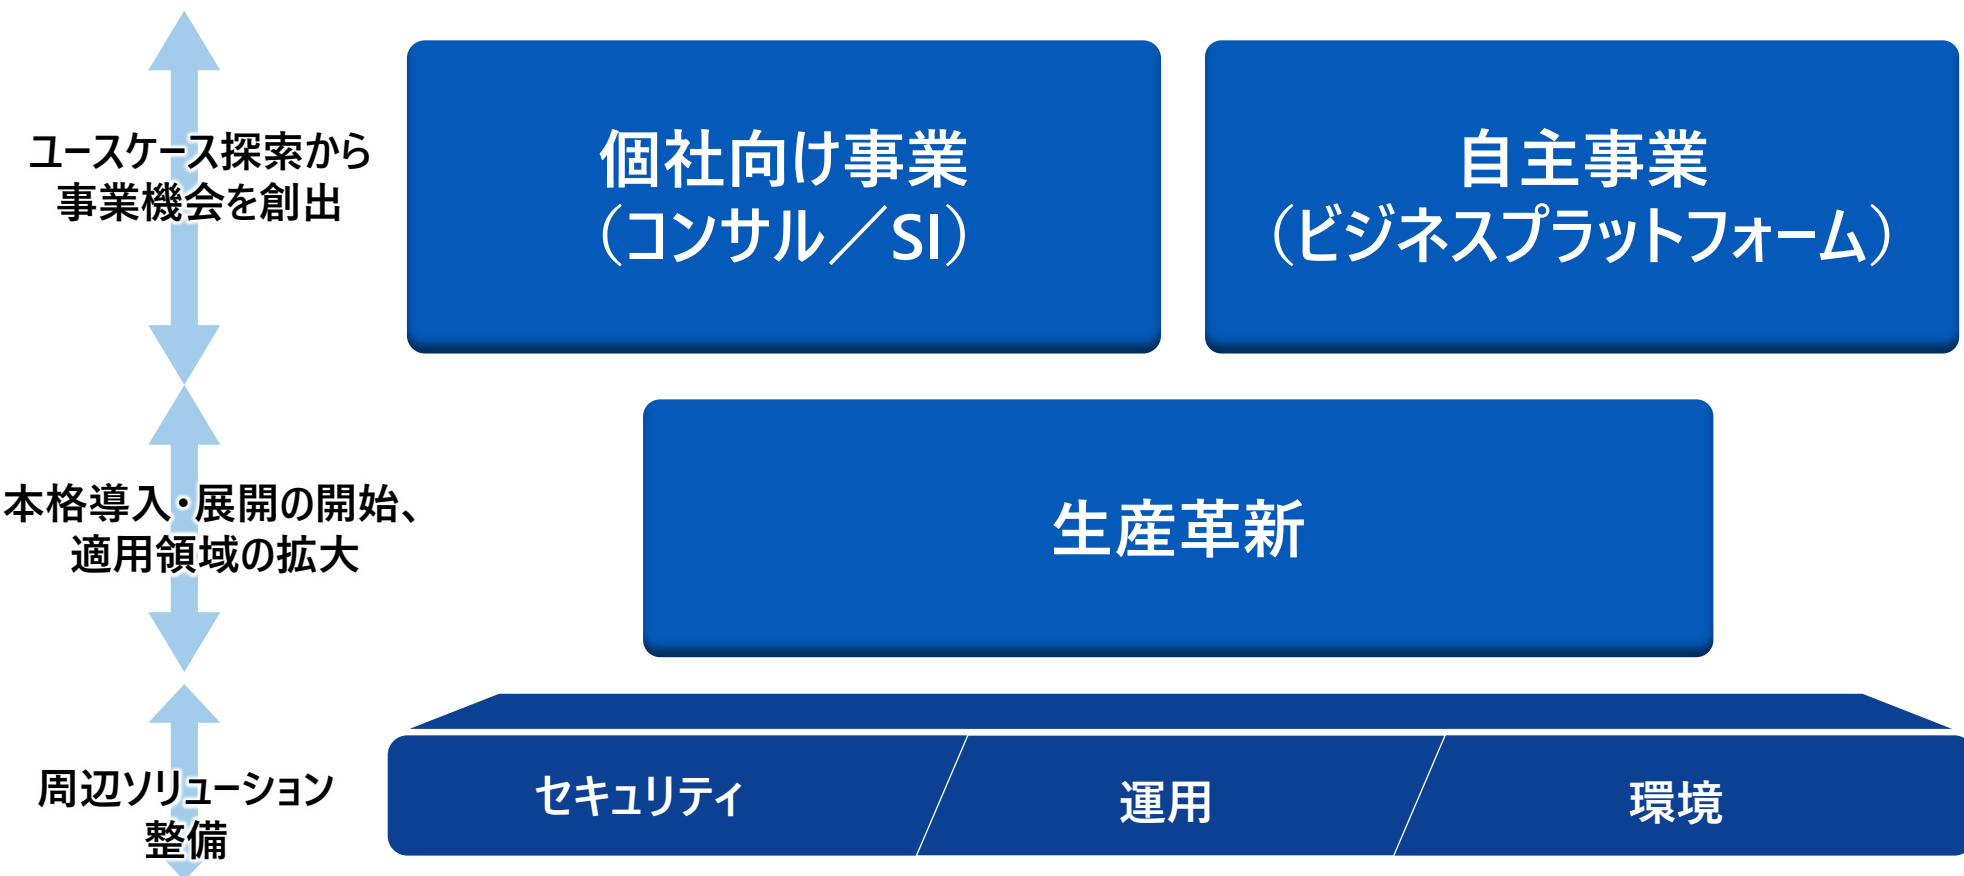 ユースケース探索から
事業機会を創出
個社向け事業
（コンサル／SI）
自主事業
（ビジネスプラットフォーム）
本格導入・展開の開始、
適用領域の拡大
生産革新
周辺ソリューション
整備
セキュリティ
運用
環境